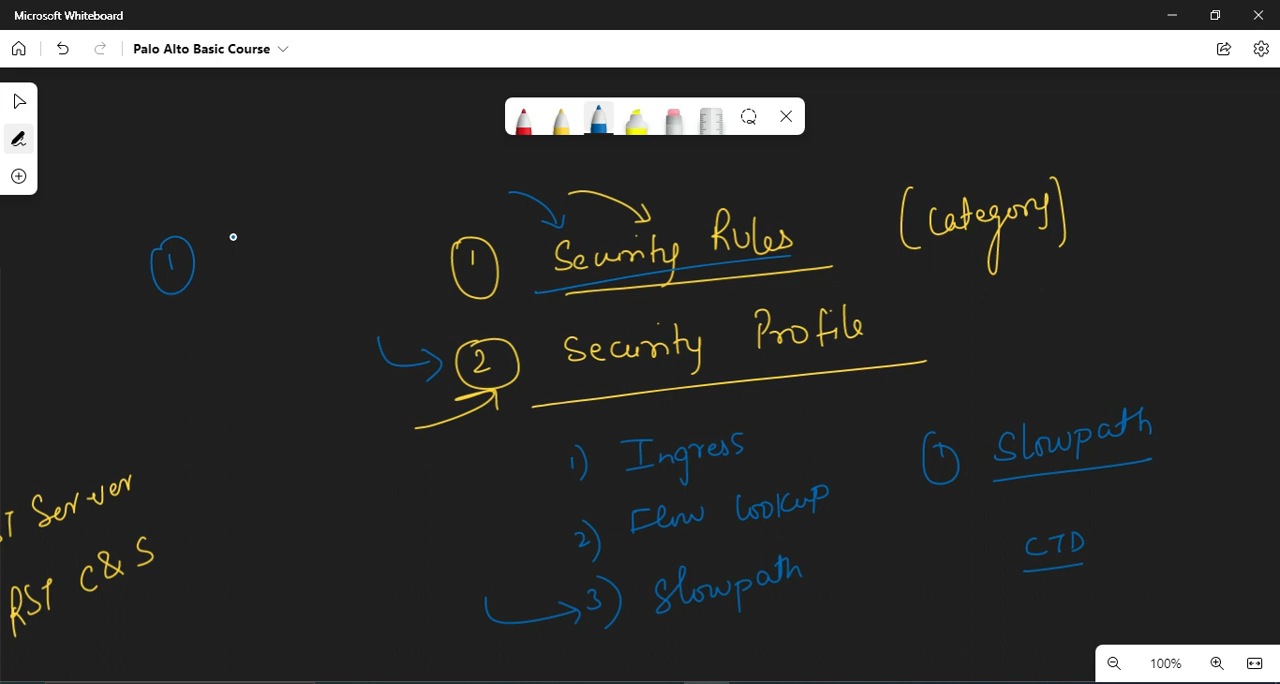 Microsoft Whiteboard
Palo Alto Basic Course
1
1 Security Rules (Category)
2 Security Profile
1) Ingress
2) Flow lookup
3) Slowpath
1 Slowpath
CTD
T Server
RST C & S
100%